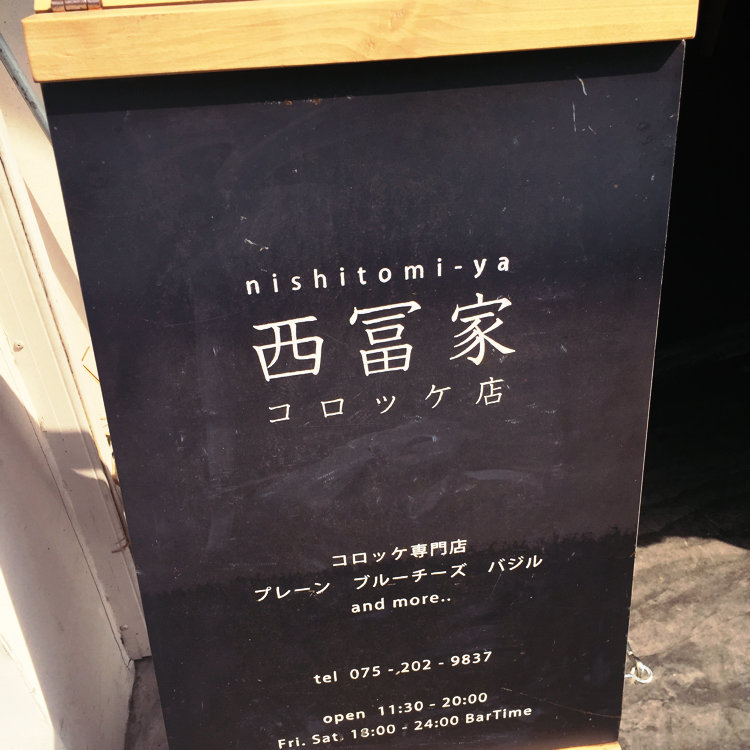 nishitomi-ya
西冨家
コロッケ店
コロッケ専門店
プレーン ブルーチーズ バジル
and more..
tel 075 - 202 - 9837
open 11:30 - 20:00
Fri. Sat. 18:00 - 24:00 BarTime